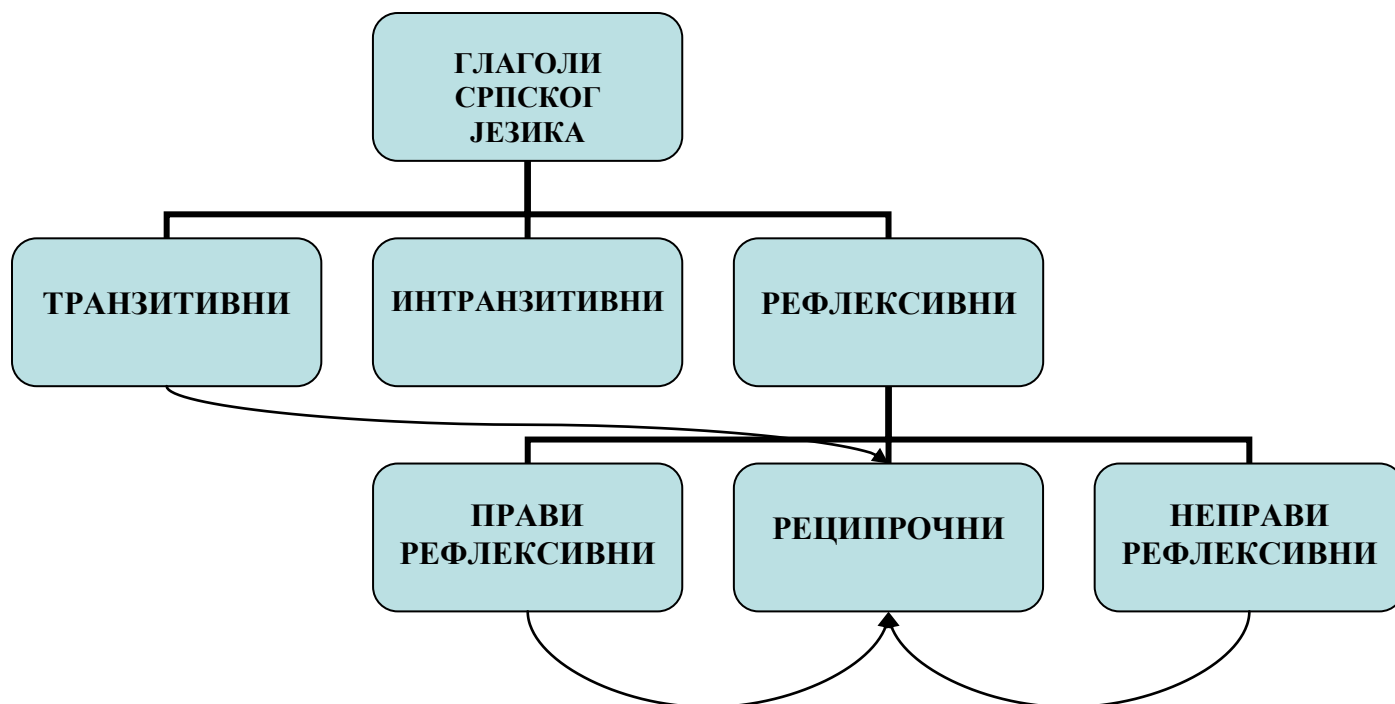 ГЛАГОЛИ
СРПСКОГ
ЈЕЗИКА
ТРАНЗИТИВНИ
ИНТРАНЗИТИВНИ
РЕФЛЕКСИВНИ
ПРАВИ
РЕФЛЕКСИВНИ
РЕЦИПРОЧНИ
НЕПРАВИ
РЕФЛЕКСИВНИ